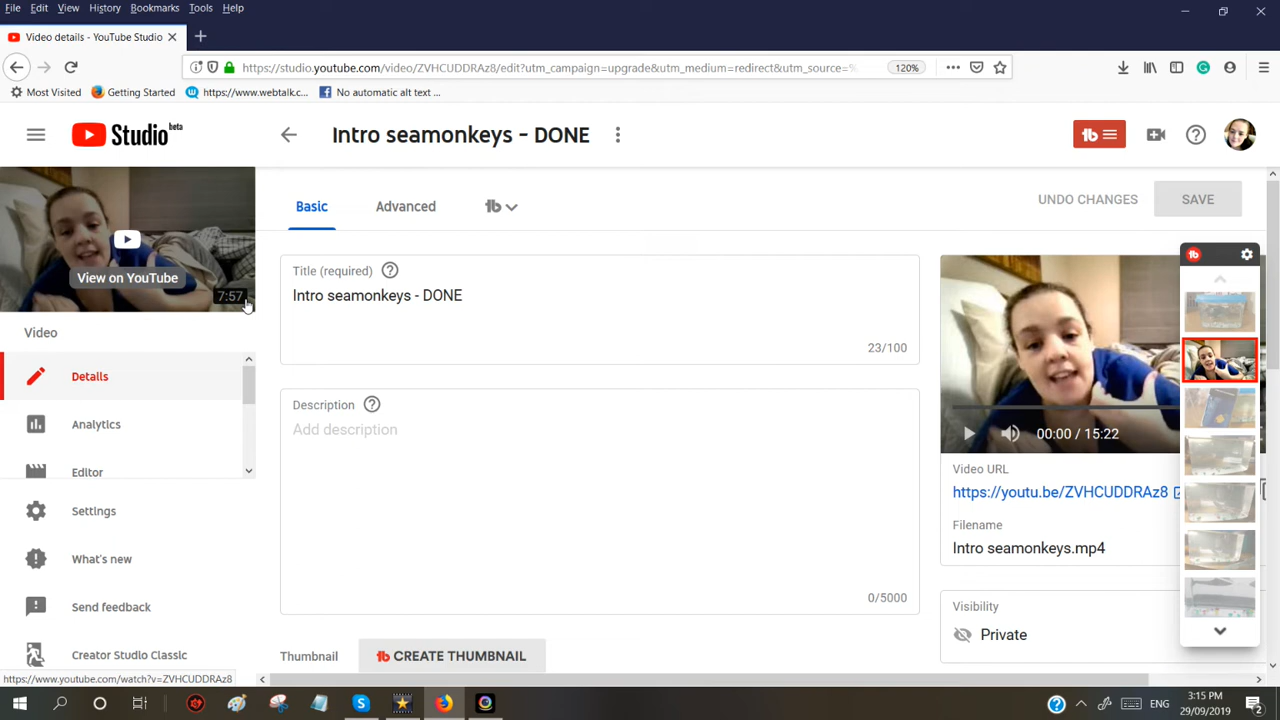 File Edit View History Bookmarks Tools Help
Video details - YouTube Studio
https://studio.youtube.com/video/ZVHCUDDRAz8/edit?utm_campaign=upgrade&utm_medium=redirect&utm_source=%
120%
Most Visited Getting Started https://www.webtalk.c... No automatic alt text ...
Studio beta
Intro seamonkeys - DONE
Basic
Advanced
tb
UNDO CHANGES
SAVE
View on YouTube
7:57
Video
Details
Analytics
Editor
Settings
What's new
Send feedback
Creator Studio Classic
https://www.youtube.com/watch?v=ZVHCUDDRAz8
Title (required)
Intro seamonkeys - DONE
23/100
Description
Add description
0/5000
Thumbnail
tb CREATE THUMBNAIL
00:00 / 15:22
Video URL
https://youtu.be/ZVHCUDDRAz8
Filename
Intro seamonkeys.mp4
Visibility
Private
ENG
3:15 PM
29/09/2019
2